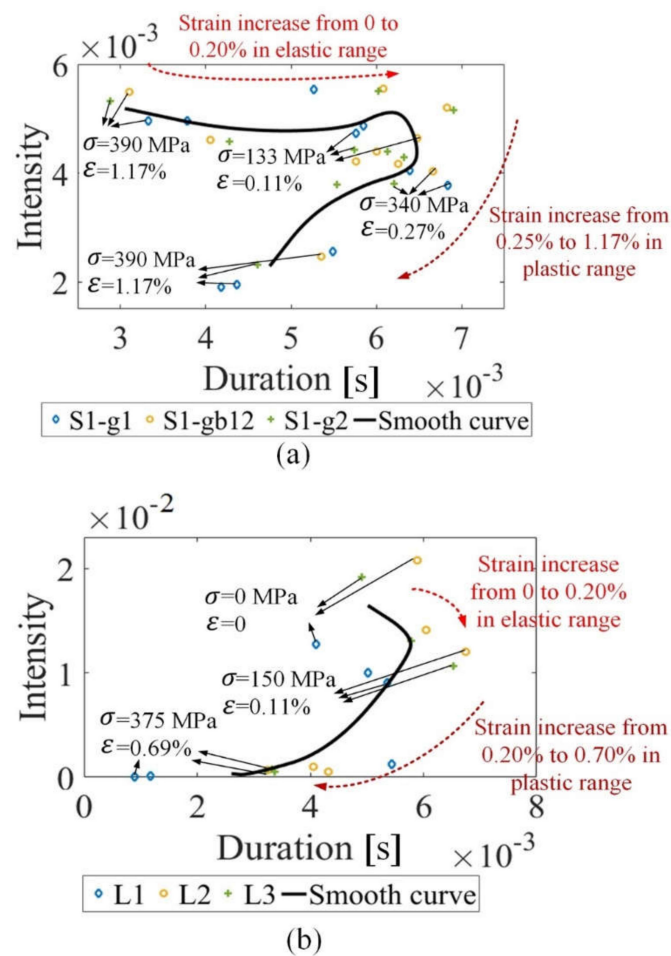 ×10⁻³
Strain increase from 0 to
0.20% in elastic range
6
Intensity
4
2
σ=390 MPa
ε=1.17%
σ=133 MPa
ε=0.11%
σ=340 MPa
ε=0.27%
σ=390 MPa
ε=1.17%
Strain increase from
0.25% to 1.17% in
plastic range
3 4 5 6 7
Duration [s] ×10⁻³
S1-g1 S1-gb12 S1-g2 Smooth curve
(a)
×10⁻²
2
Intensity
1
0
σ=0 MPa
ε=0
Strain increase
from 0 to 0.20%
in elastic range
σ=150 MPa
ε=0.11%
σ=375 MPa
ε=0.69%
Strain increase from
0.20% to 0.70% in
plastic range
0 2 4 6 8
Duration [s] ×10⁻³
L1 L2 L3 Smooth curve
(b)